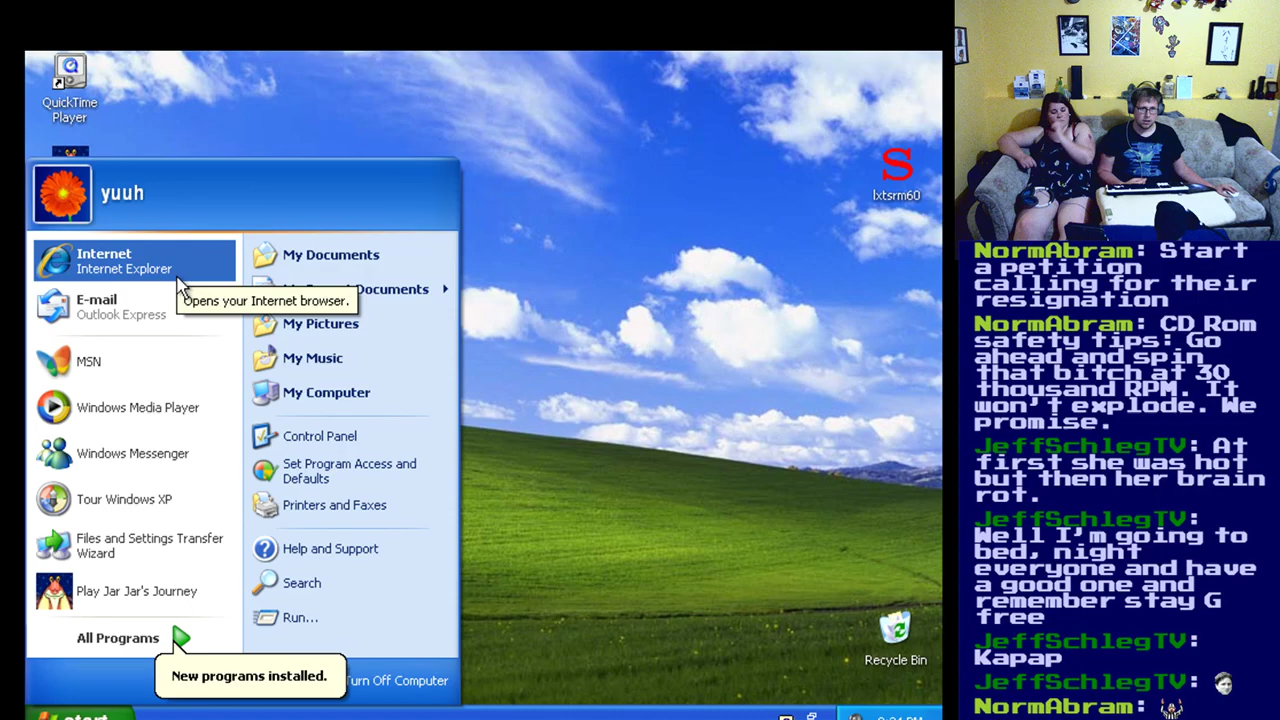 QuickTime
Player
S
lxtsrm60
yuuh
Internet
Internet Explorer
Opens your Internet browser.
E-mail
Outlook Express
MSN
Windows Media Player
Windows Messenger
Tour Windows XP
Files and Settings Transfer
Wizard
Play Jar Jar's Journey
All Programs
New programs installed.
My Documents
Documents
My Pictures
My Music
My Computer
Control Panel
Set Program Access and
Defaults
Printers and Faxes
Help and Support
Search
Run...
Turn Off Computer
Recycle Bin
start
NormAbram: Start
a petition
calling for their
resignation
NormAbram: CD Rom
safety tips: Go
ahead and spin
that bitch at 30
thousand RPM. It
won't explode. We
promise.
JeffSchlegTV: At
first she was hot
but then her brain
rot.
JeffSchlegTV:
Well I'm going to
bed, night
everyone and have
a good one and
remember stay G
free
JeffSchlegTV:
Kapap
JeffSchlegTV:
NormAbram: